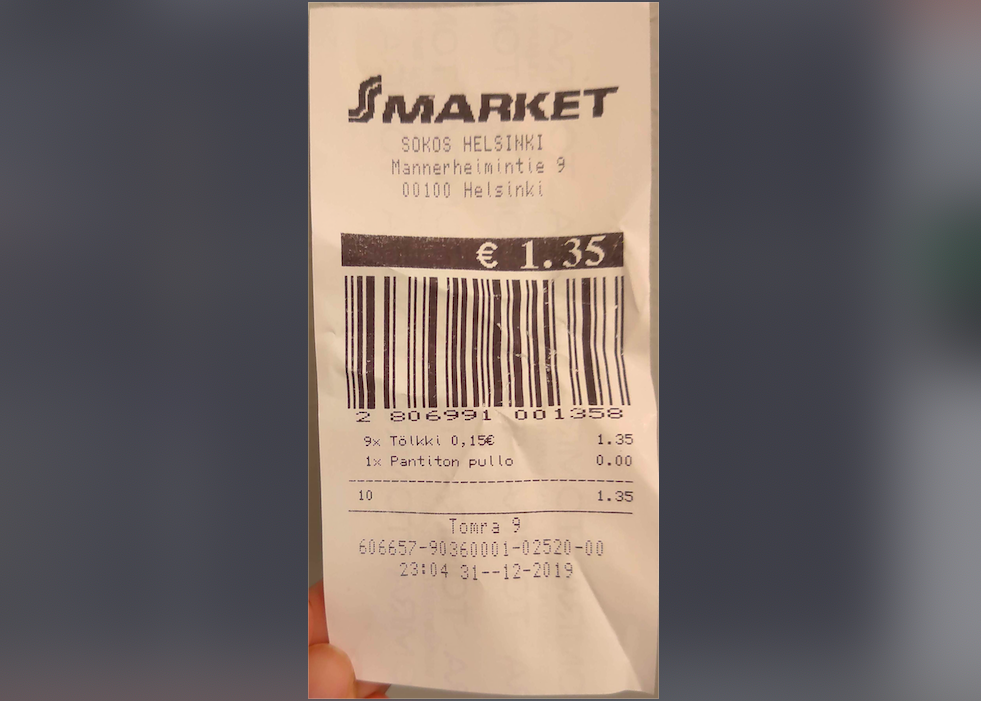 S MARKET
SOKOS HELSINKI
Mannerheimintie 9
00100 Helsinki
€ 1.35
2 806991 001358
9x Tölkki 0,15€ 1.35
1x Pantiton pullo 0.00
10 1.35
Tomra 9
606657-90360001-02520-00
23:04 31--12-2019